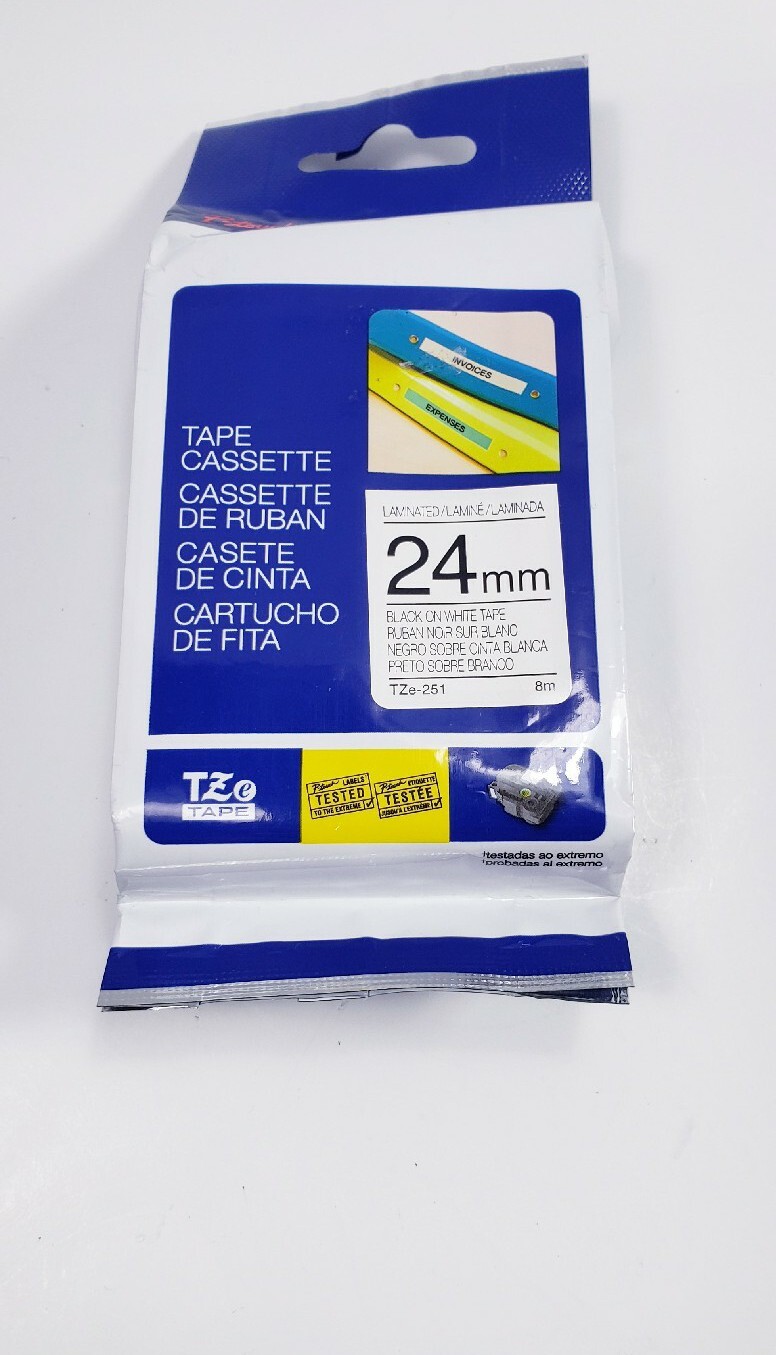 INVOICES
EXPENSES
TAPE
CASSETTE
CASSETTE
DE RUBAN
CASETE
DE CINTA
CARTUCHO
DE FITA
LAMINATED/LAMINÉ/LAMINADA
24mm
BLACK ON WHITE TAPE
RUBAN NOIR SUR BLANC
NEGRO SOBRE CINTA BLANCA
PRETO SOBRE BRANCO
TZe-251 8m
TZe
TAPE
LABELS
TESTED
TO THE EXTREME
ETIQUETTE
TESTÉE
JUSQU'À L'EXTRÊME
testadas ao extremo
probadas al extremo